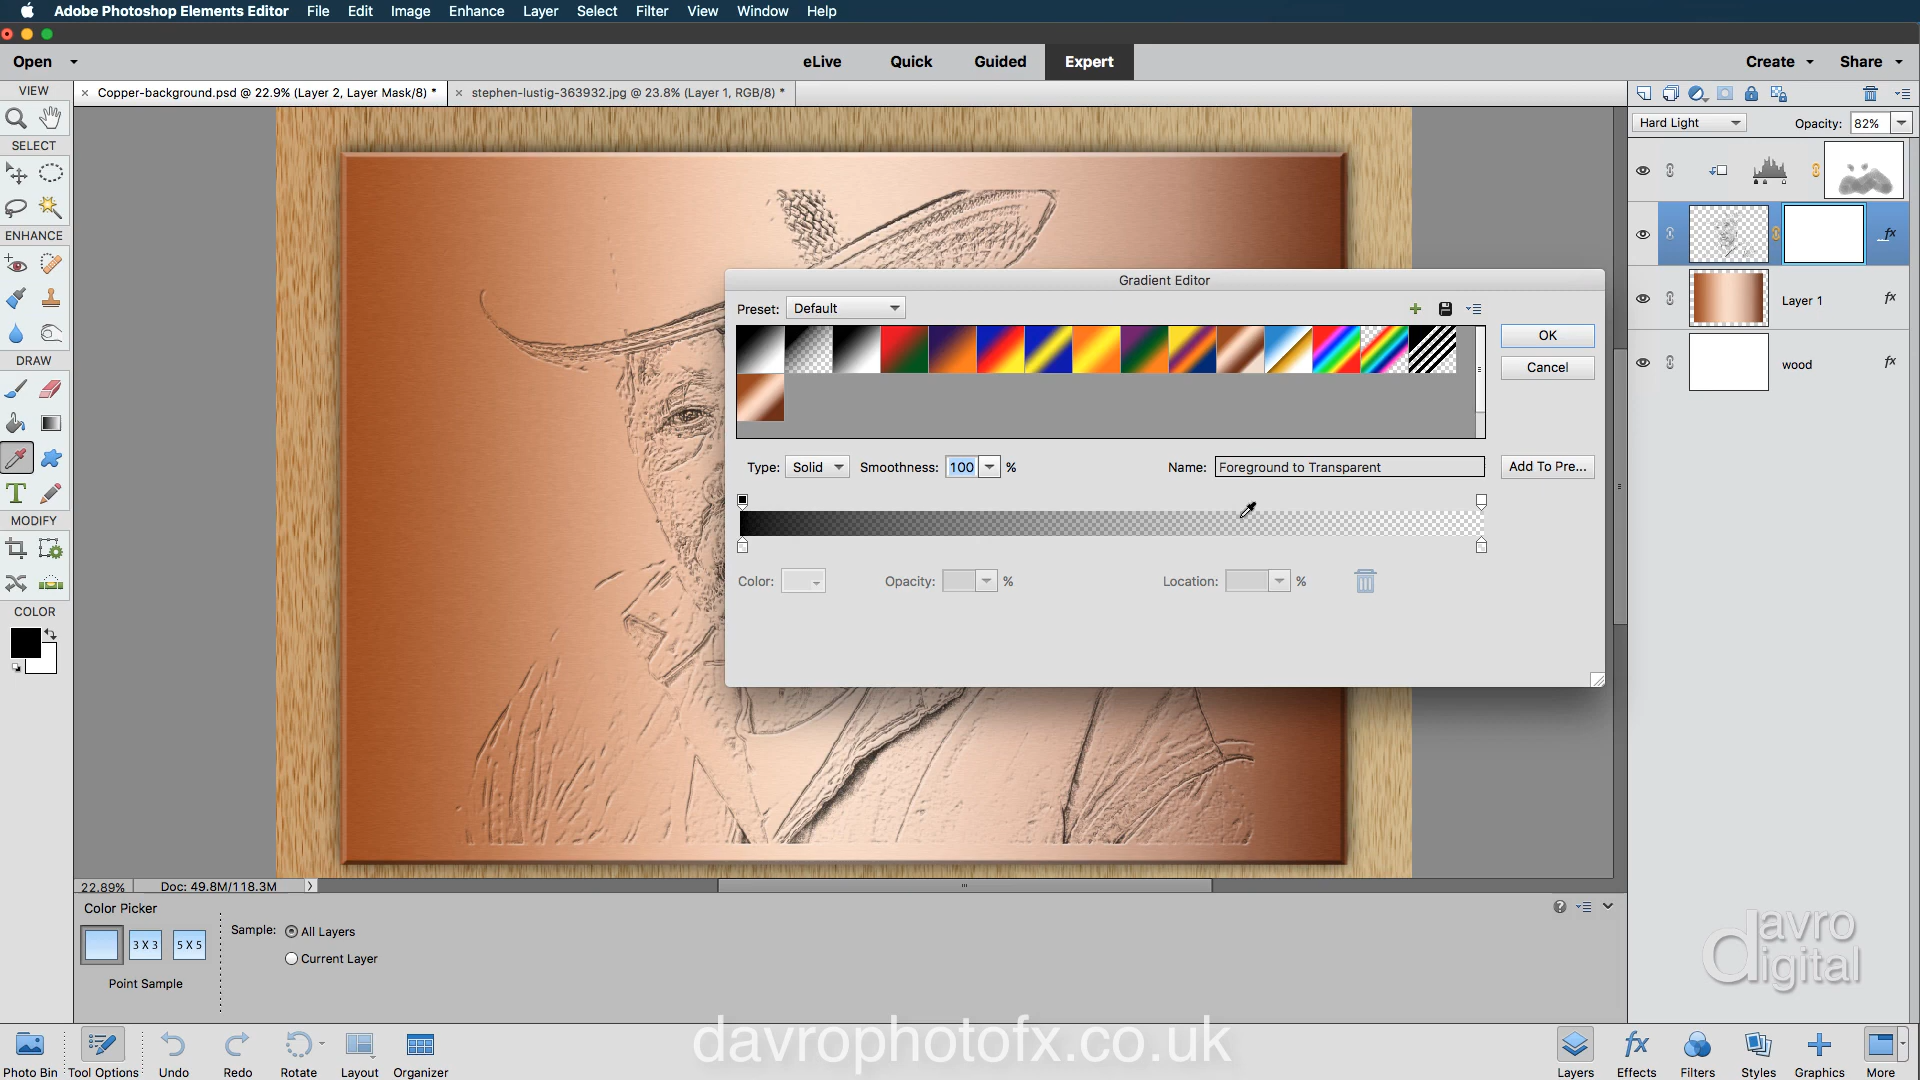 Adobe Photoshop Elements Editor File Edit Image Enhance Layer Select Filter View Window Help
Open eLive Quick Guided Expert Create Share
VIEW
× Copper-background.psd @ 22.9% (Layer 2, Layer Mask/8) * × stephen-lustig-363932.jpg @ 23.8% (Layer 1, RGB/8) *
Hard Light Opacity: 82%
SELECT
ENHANCE
fx
Gradient Editor
Preset: Default
Layer 1 fx
OK
DRAW
Cancel
wood fx
Type: Solid Smoothness: 100 % Name: Foreground to Transparent Add To Pre...
T
MODIFY
Color: Opacity: % Location: %
COLOR
22.89% Doc: 49.8M/118.3M
Color Picker
Sample: All Layers
3 X 3 5 X 5
Current Layer
Point Sample
davro
digital
davrophotofx.co.uk
fx
Photo Bin Tool Options Undo Redo Rotate Layout Organizer Layers Effects Filters Styles Graphics More